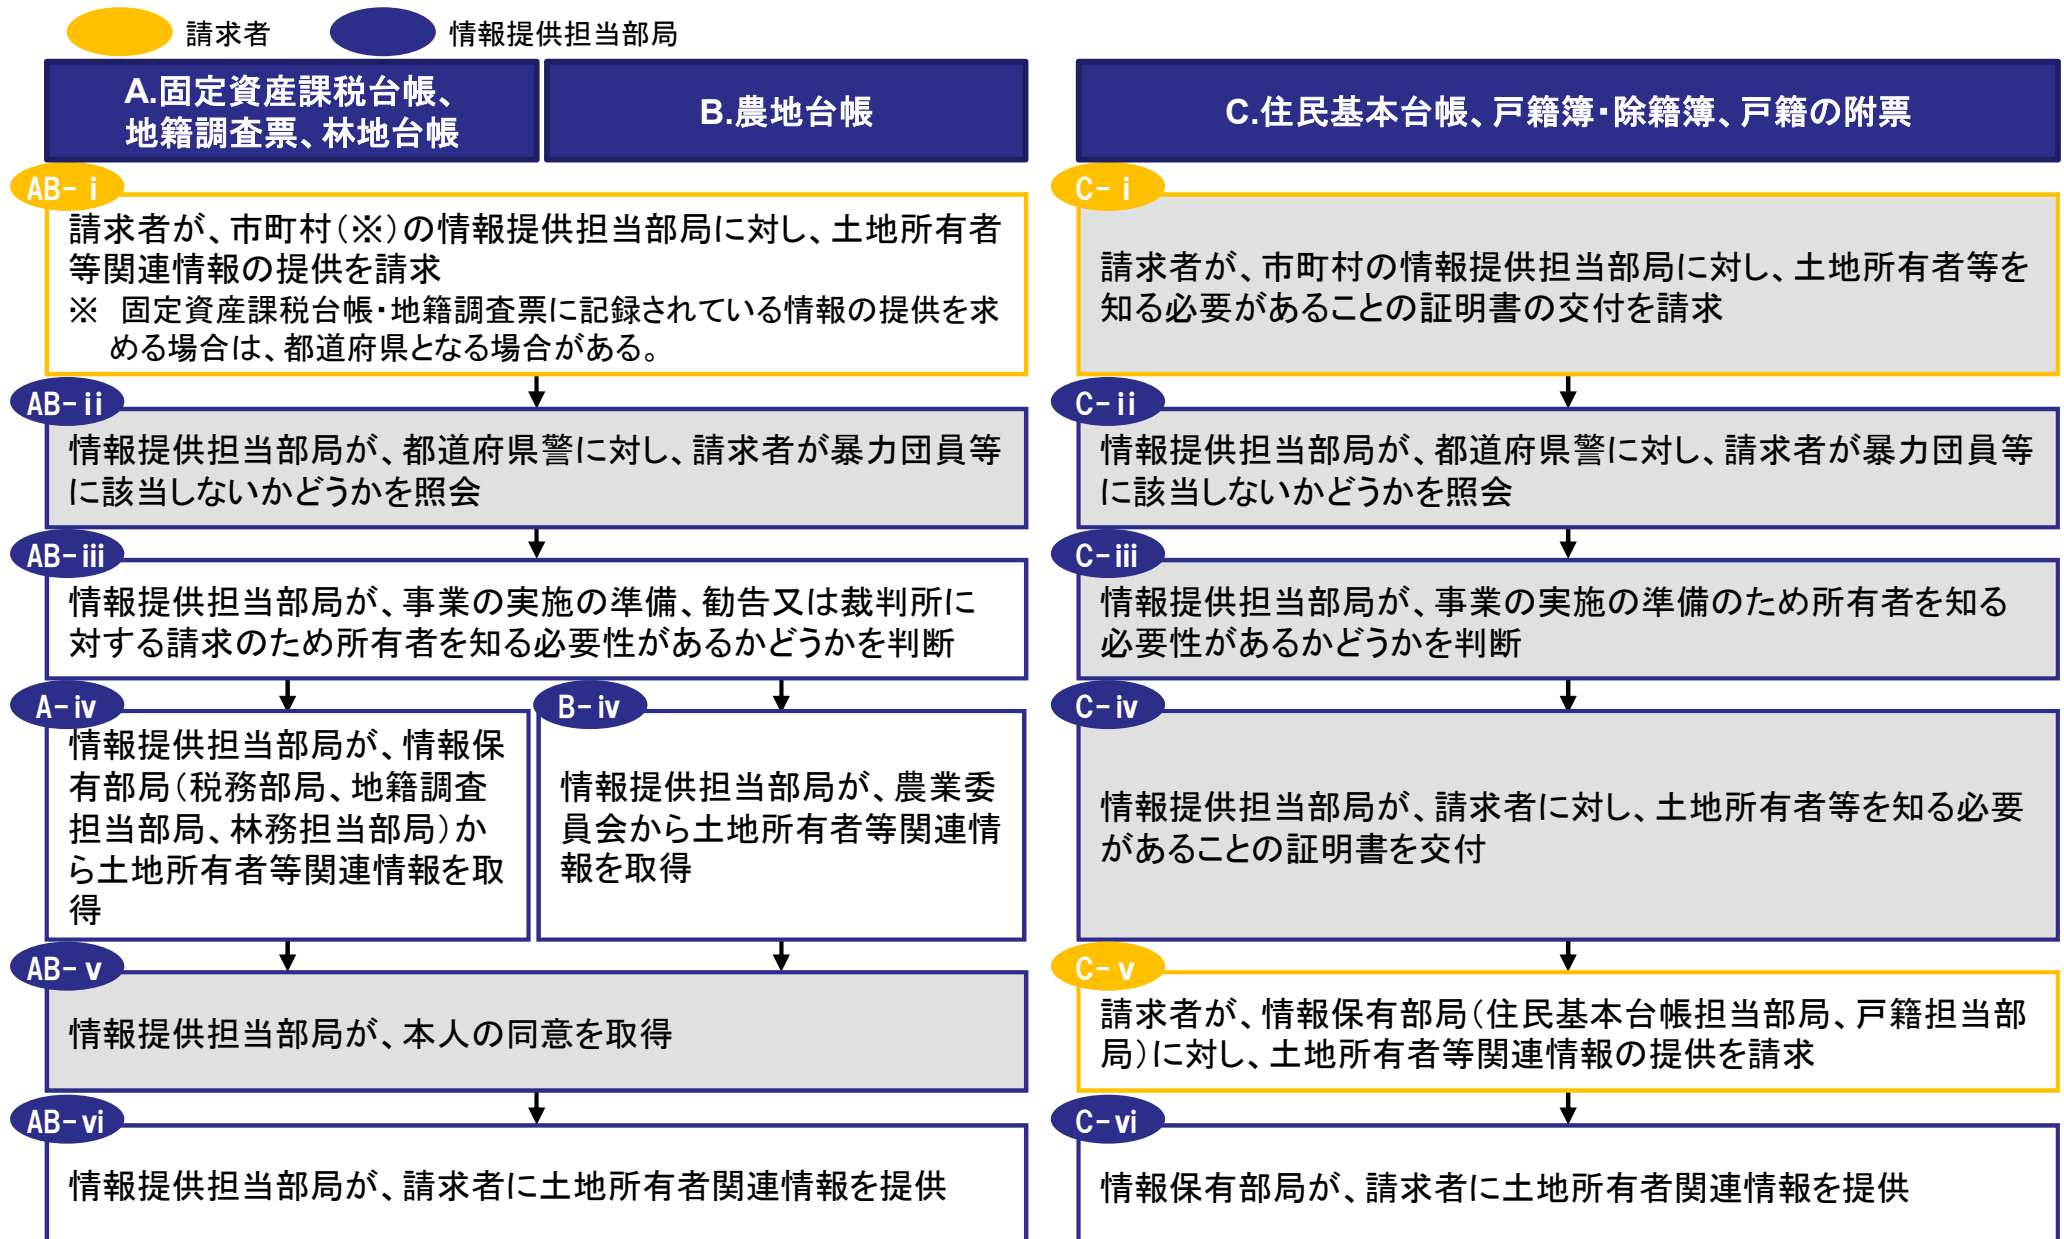 請求者
情報提供担当部局
A.固定資産課税台帳、
地籍調査票、林地台帳
B.農地台帳
C.住民基本台帳、戸籍簿・除籍簿、戸籍の附票
AB-ⅰ
請求者が、市町村(※)の情報提供担当部局に対し、土地所有者
等関連情報の提供を請求
※　固定資産課税台帳・地籍調査票に記録されている情報の提供を求
める場合は、都道府県となる場合がある。
AB-ⅱ
情報提供担当部局が、都道府県警に対し、請求者が暴力団員等
に該当しないかどうかを照会
AB-ⅲ
情報提供担当部局が、事業の実施の準備、勧告又は裁判所に
対する請求のため所有者を知る必要性があるかどうかを判断
A-ⅳ
情報提供担当部局が、情報保
有部局(税務部局、地籍調査
担当部局、林務担当部局)か
ら土地所有者等関連情報を取
得
B-ⅳ
情報提供担当部局が、農業委
員会から土地所有者等関連情
報を取得
AB-ⅴ
情報提供担当部局が、本人の同意を取得
AB-ⅵ
情報提供担当部局が、請求者に土地所有者関連情報を提供
C-ⅰ
請求者が、市町村の情報提供担当部局に対し、土地所有者等を
知る必要があることの証明書の交付を請求
C-ⅱ
情報提供担当部局が、都道府県警に対し、請求者が暴力団員等
に該当しないかどうかを照会
C-ⅲ
情報提供担当部局が、事業の実施の準備のため所有者を知る
必要性があるかどうかを判断
C-ⅳ
情報提供担当部局が、請求者に対し、土地所有者等を知る必要
があることの証明書を交付
C-ⅴ
請求者が、情報保有部局(住民基本台帳担当部局、戸籍担当部
局)に対し、土地所有者等関連情報の提供を請求
C-ⅵ
情報保有部局が、請求者に土地所有者関連情報を提供